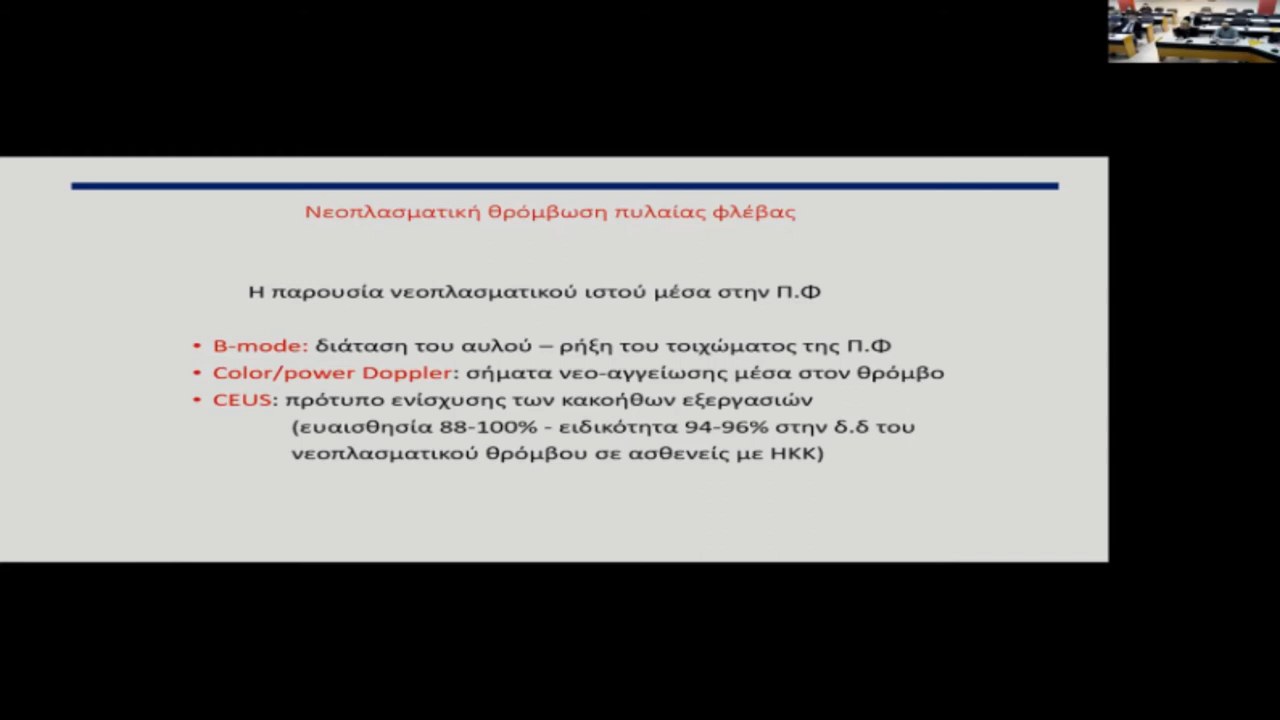 Νεοπλασματική θρόμβωση πυλαίας φλέβας
Η παρουσία νεοπλασματικού ιστού μέσα στην Π.Φ
• B-mode: διάταση του αυλού – ρήξη του τοιχώματος της Π.Φ
• Color/power Doppler: σήματα νεο-αγγείωσης μέσα στον θρόμβο
• CEUS: πρότυπο ενίσχυσης των κακοήθων εξεργασιών
(ευαισθησία 88-100% - ειδικότητα 94-96% στην δ.δ του
νεοπλασματικού θρόμβου σε ασθενείς με ΗΚΚ)